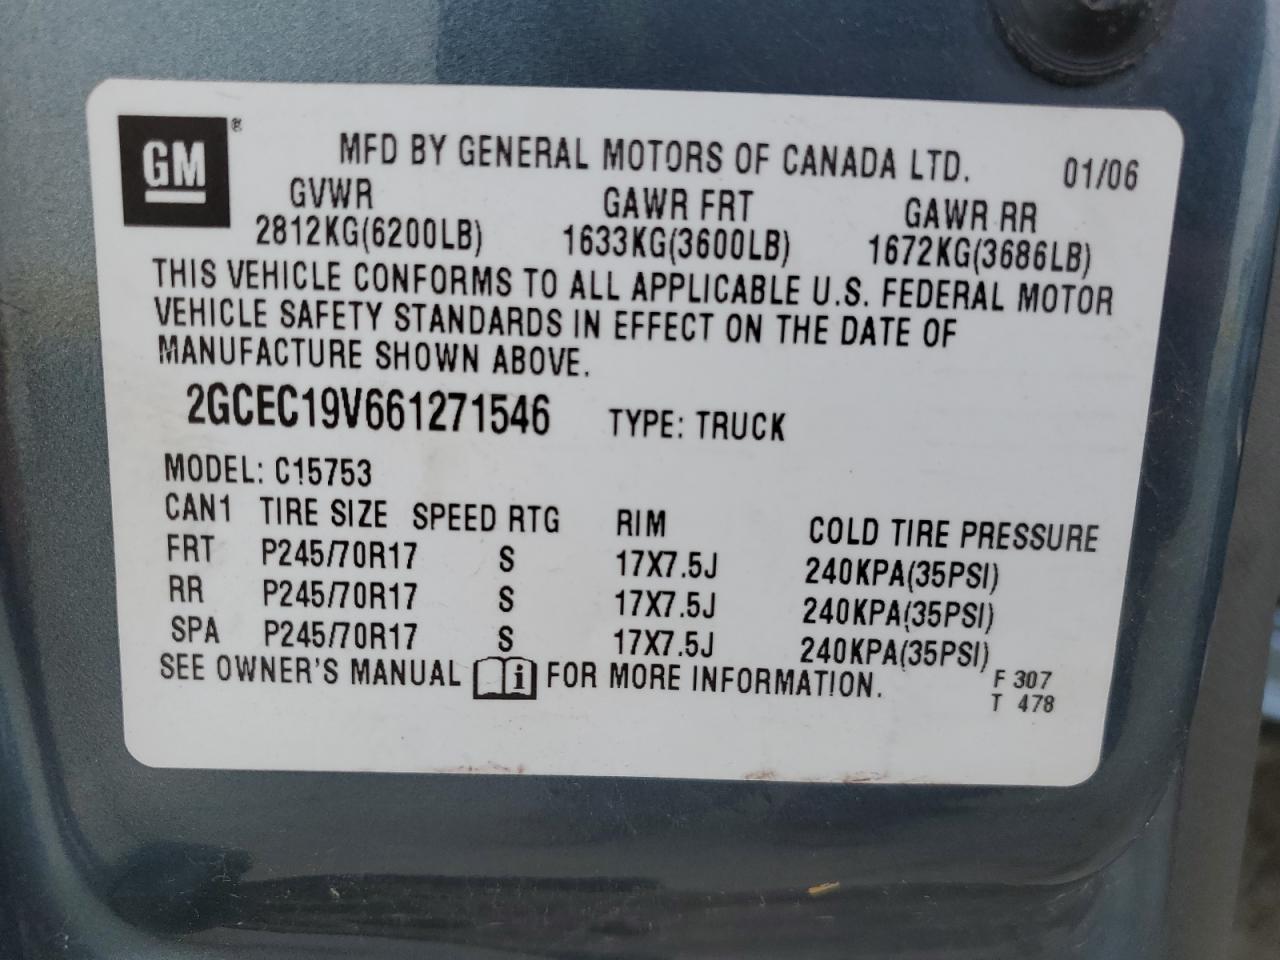 GM ®
MFD BY GENERAL MOTORS OF CANADA LTD. 01/06
GVWR GAWR FRT GAWR RR
2812KG(6200LB) 1633KG(3600LB) 1672KG(3686LB)
THIS VEHICLE CONFORMS TO ALL APPLICABLE U.S. FEDERAL MOTOR
VEHICLE SAFETY STANDARDS IN EFFECT ON THE DATE OF
MANUFACTURE SHOWN ABOVE.
2GCEC19V661271546 TYPE: TRUCK
MODEL: C15753
CAN1 TIRE SIZE SPEED RTG RIM COLD TIRE PRESSURE
FRT P245/70R17 S 17X7.5J 240KPA(35PSI)
RR P245/70R17 S 17X7.5J 240KPA(35PSI)
SPA P245/70R17 S 17X7.5J 240KPA(35PSI)
SEE OWNER'S MANUAL i FOR MORE INFORMATION.
F 307
T 478